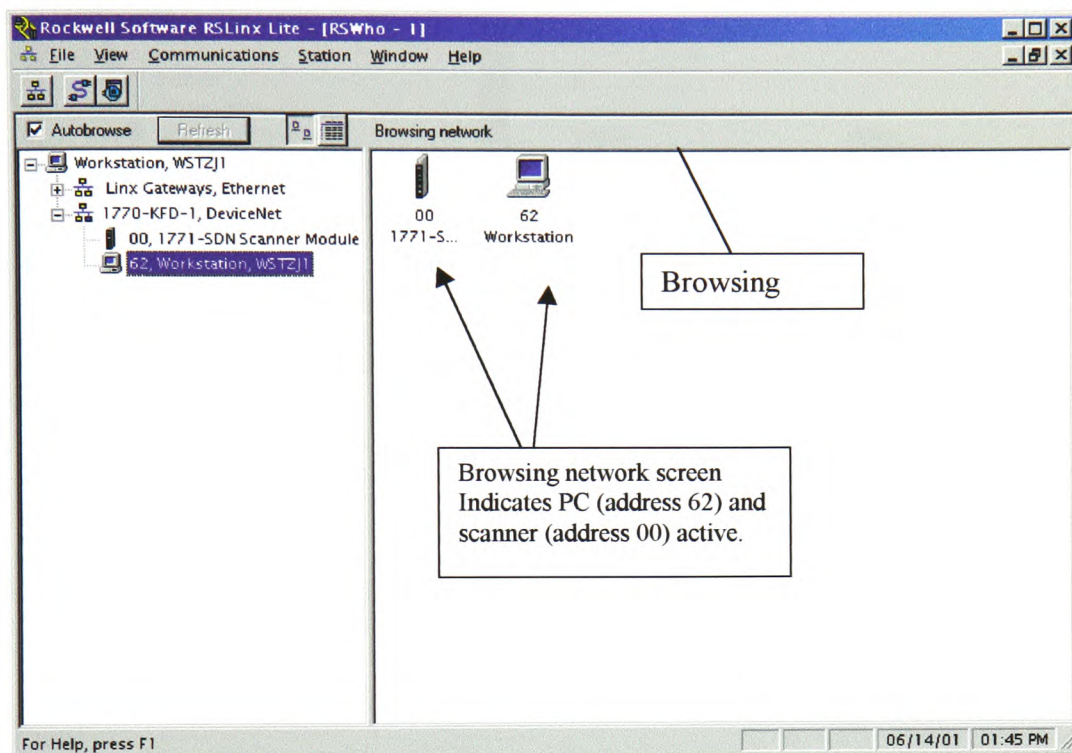 Rockwell Software RSLinx Lite - [RSWho - 1]
File View Communications Station Window Help
Autobrowse Refresh Browsing network
Workstation, WSTZJ1
Linx Gateways, Ethernet
1770-KFD-1, DeviceNet
00, 1771-SDN Scanner Module
62, Workstation, WSTZJ1
00 62
1771-S... Workstation
Browsing
Browsing network screen
Indicates PC (address 62) and
scanner (address 00) active.
For Help, press F1 06/14/01 01:45 PM